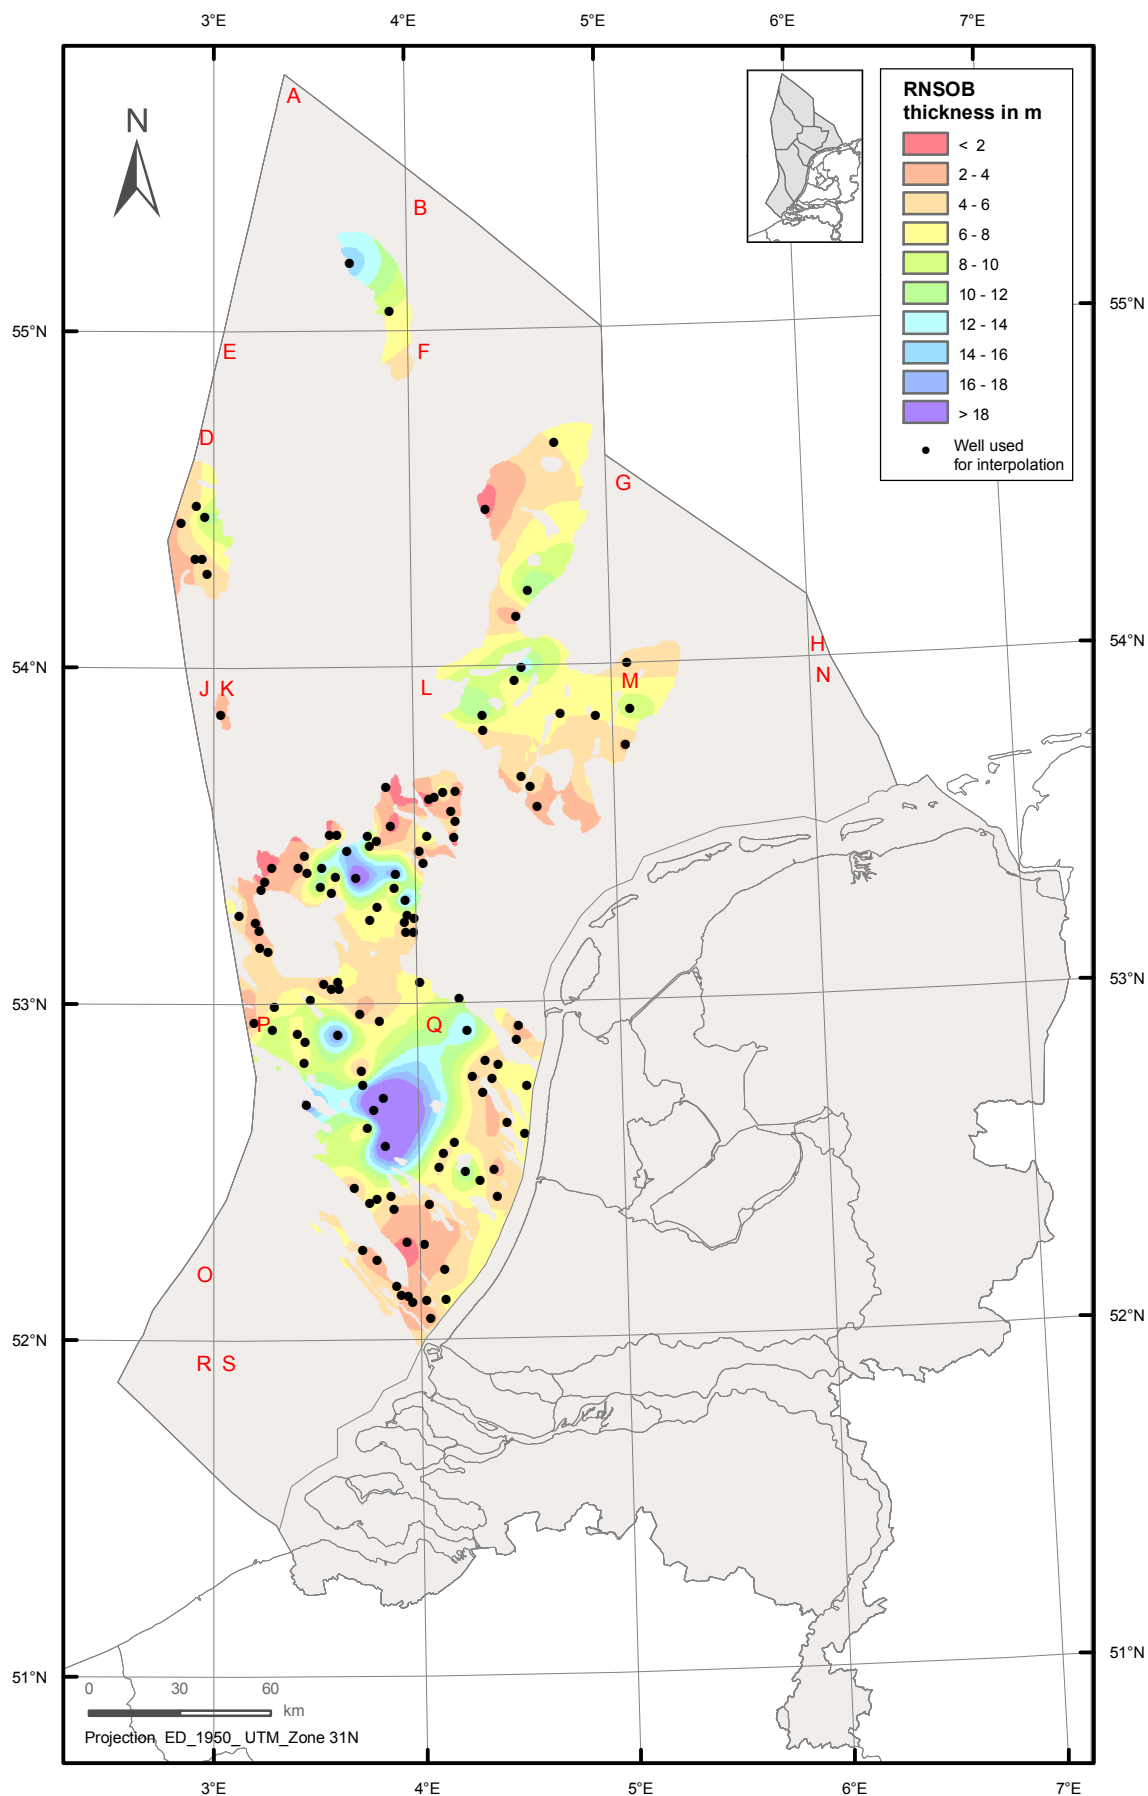 3°E 4°E 5°E 6°E 7°E
N
RNSOB
thickness in m
< 2
2 - 4
4 - 6
6 - 8
8 - 10
10 - 12
12 - 14
14 - 16
16 - 18
> 18
Well used
for interpolation
A
B
55°N 55°N
E F
D
G
54°N 54°N
H
J K L M N
53°N 53°N
P Q
O
52°N 52°N
R S
51°N 51°N
0 30 60
km
Projection ED_1950_ UTM_Zone 31N
3°E 4°E 5°E 6°E 7°E